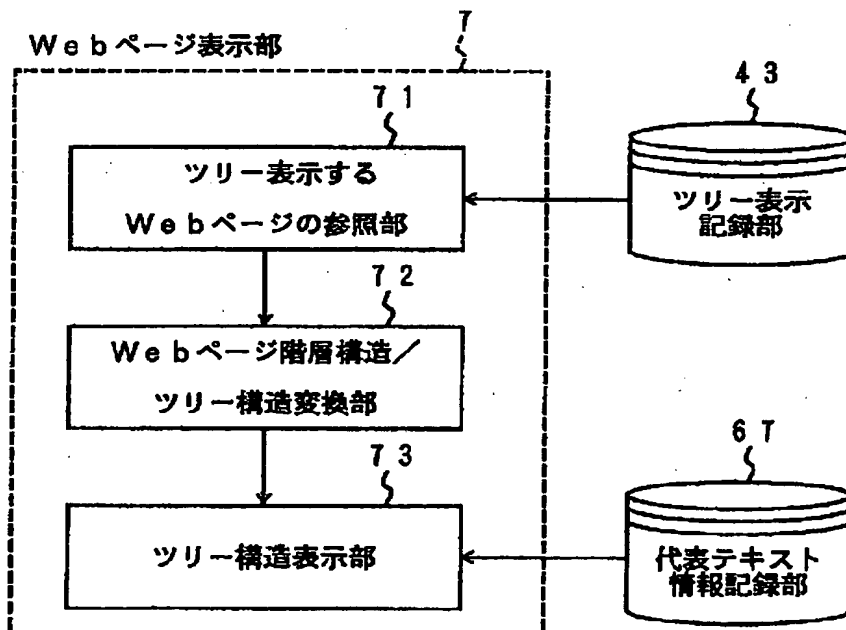 Ｗｅｂページ表示部
７
７１
ツリー表示する
Ｗｅｂページの参照部
４３
ツリー表示
記録部
７２
Ｗｅｂページ階層構造／
ツリー構造変換部
７３
ツリー構造表示部
６７
代表テキスト
情報記録部